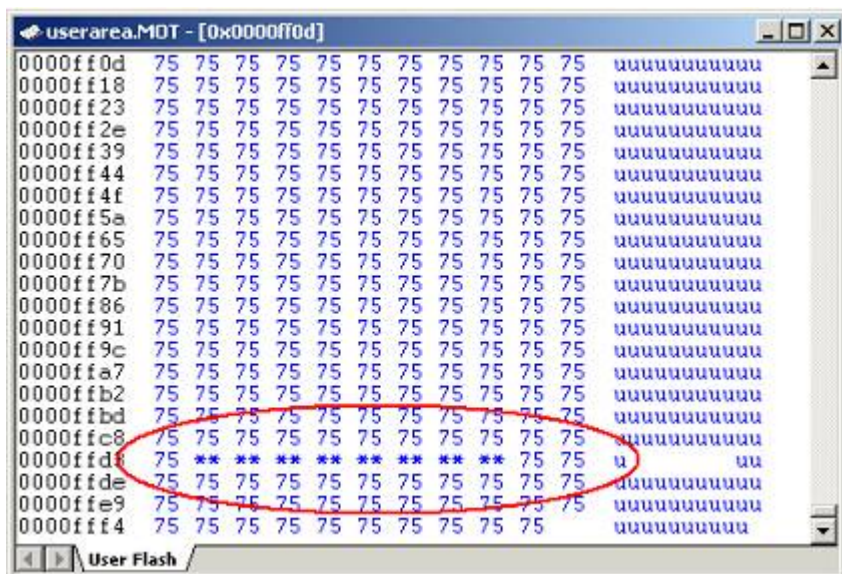 userarea.MOT - [0x0000ff0d]
0000ff0d 75 75 75 75 75 75 75 75 75 75 75 uuuuuuuuuuu
0000ff18 75 75 75 75 75 75 75 75 75 75 75 uuuuuuuuuuu
0000ff23 75 75 75 75 75 75 75 75 75 75 75 uuuuuuuuuuu
0000ff2e 75 75 75 75 75 75 75 75 75 75 75 uuuuuuuuuuu
0000ff39 75 75 75 75 75 75 75 75 75 75 75 uuuuuuuuuuu
0000ff44 75 75 75 75 75 75 75 75 75 75 75 uuuuuuuuuuu
0000ff4f 75 75 75 75 75 75 75 75 75 75 75 uuuuuuuuuuu
0000ff5a 75 75 75 75 75 75 75 75 75 75 75 uuuuuuuuuuu
0000ff65 75 75 75 75 75 75 75 75 75 75 75 uuuuuuuuuuu
0000ff70 75 75 75 75 75 75 75 75 75 75 75 uuuuuuuuuuu
0000ff7b 75 75 75 75 75 75 75 75 75 75 75 uuuuuuuuuuu
0000ff86 75 75 75 75 75 75 75 75 75 75 75 uuuuuuuuuuu
0000ff91 75 75 75 75 75 75 75 75 75 75 75 uuuuuuuuuuu
0000ff9c 75 75 75 75 75 75 75 75 75 75 75 uuuuuuuuuuu
0000ffa7 75 75 75 75 75 75 75 75 75 75 75 uuuuuuuuuuu
0000ffb2 75 75 75 75 75 75 75 75 75 75 75 uuuuuuuuuuu
0000ffbd 75 75 75 75 75 75 75 75 75 75 75 uuuuuuuuuuu
0000ffc8 75 75 75 75 75 75 75 75 75 75 75 uuuuuuuuuuu
0000ffd3 75 ** ** ** ** ** ** ** ** 75 75 u uu
0000ffde 75 75 75 75 75 75 75 75 75 75 75 uuuuuuuuuuu
0000ffe9 75 75 75 75 75 75 75 75 75 75 75 uuuuuuuuuuu
0000fff4 75 75 75 75 75 75 75 75 75 75 uuuuuuuuuu
User Flash